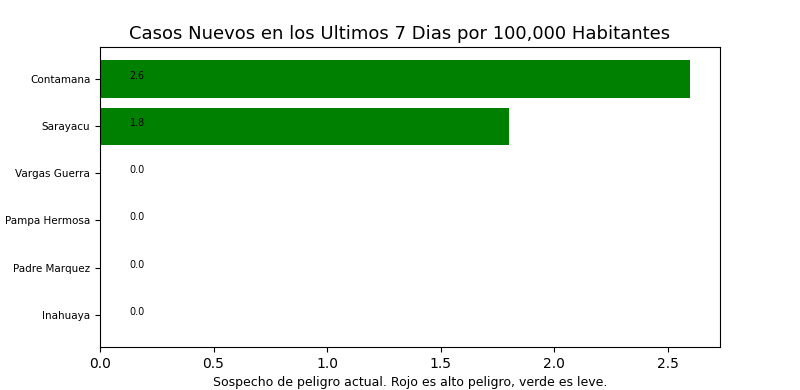 Casos Nuevos en los Ultimos 7 Dias por 100,000 Habitantes
Contamana 2.6
Sarayacu 1.8
Vargas Guerra 0.0
Pampa Hermosa 0.0
Padre Marquez 0.0
Inahuaya 0.0
0.0 0.5 1.0 1.5 2.0 2.5
Sospecho de peligro actual. Rojo es alto peligro, verde es leve.